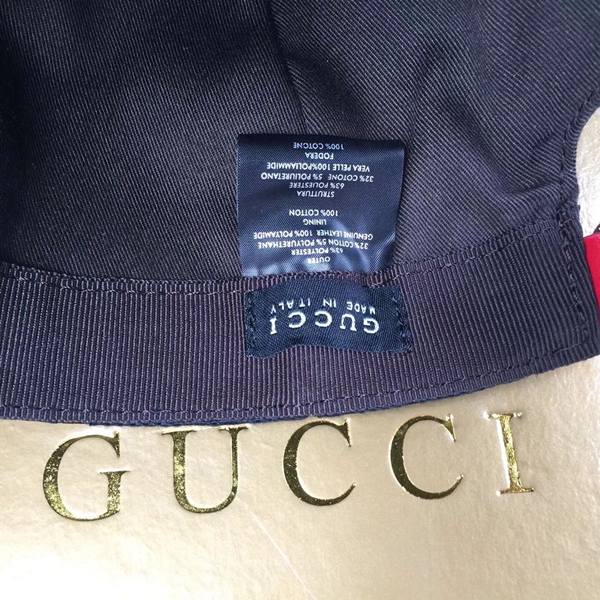 OUTER
63% POLYESTER
32% COTTON 5% POLYURETHANE
GENUINE LEATHER 100% POLYAMIDE
LINING
100% COTTON
STRUTTURA
63% POLIESTERE
32% COTONE 5% POLIURETANO
VERA PELLE 100%POLIAMMIDE
FODERA
100% COTONE
GUCCI
MADE IN ITALY
GUCCI